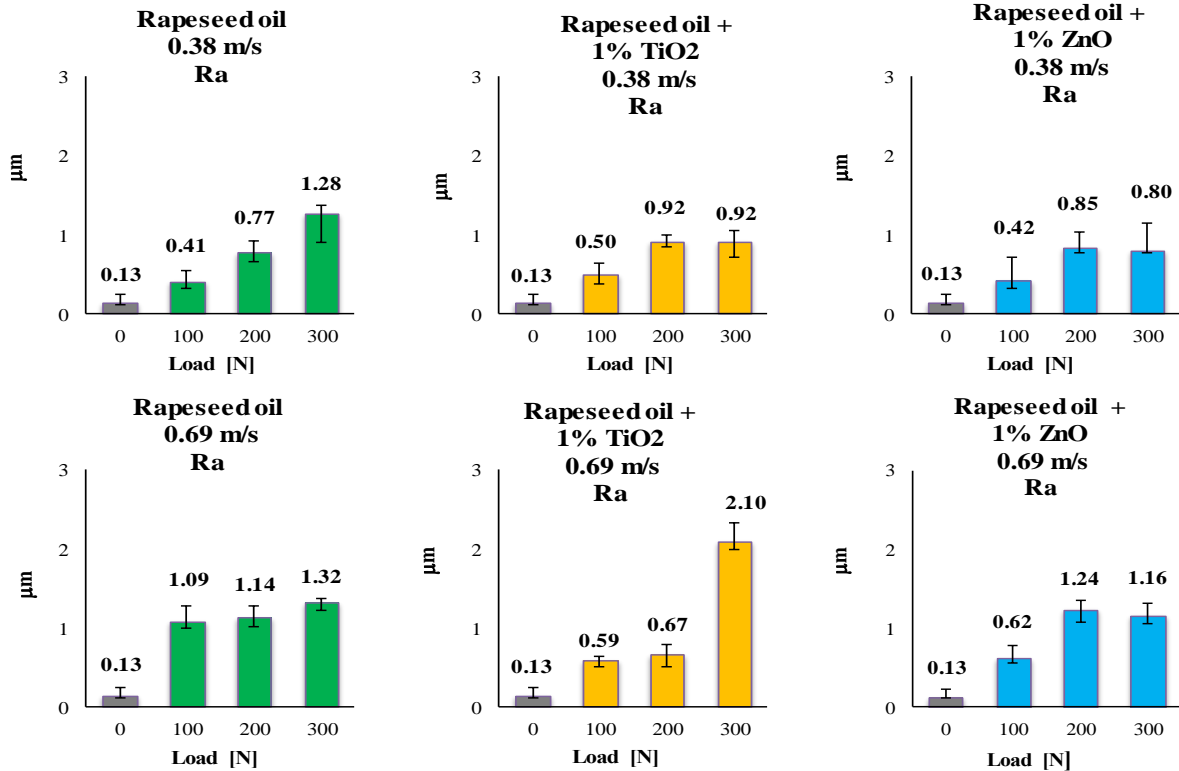 Rapeseed oil
0.38 m/s
Ra
3
2
1
0
μm
0.13
0.41
0.77
1.28
0
100
200
300
Load [N]
Rapeseed oil +
1% TiO2
0.38 m/s
Ra
3
2
1
0
μm
0.13
0.50
0.92
0.92
0
100
200
300
Load [N]
Rapeseed oil +
1% ZnO
0.38 m/s
Ra
3
2
1
0
μm
0.13
0.42
0.85
0.80
0
100
200
300
Load [N]
Rapeseed oil
0.69 m/s
Ra
3
2
1
0
μm
0.13
1.09
1.14
1.32
0
100
200
300
Load [N]
Rapeseed oil +
1% TiO2
0.69 m/s
Ra
3
2
1
0
μm
0.13
0.59
0.67
2.10
0
100
200
300
Load [N]
Rapeseed oil +
1% ZnO
0.69 m/s
Ra
3
2
1
0
μm
0.13
0.62
1.24
1.16
0
100
200
300
Load [N]